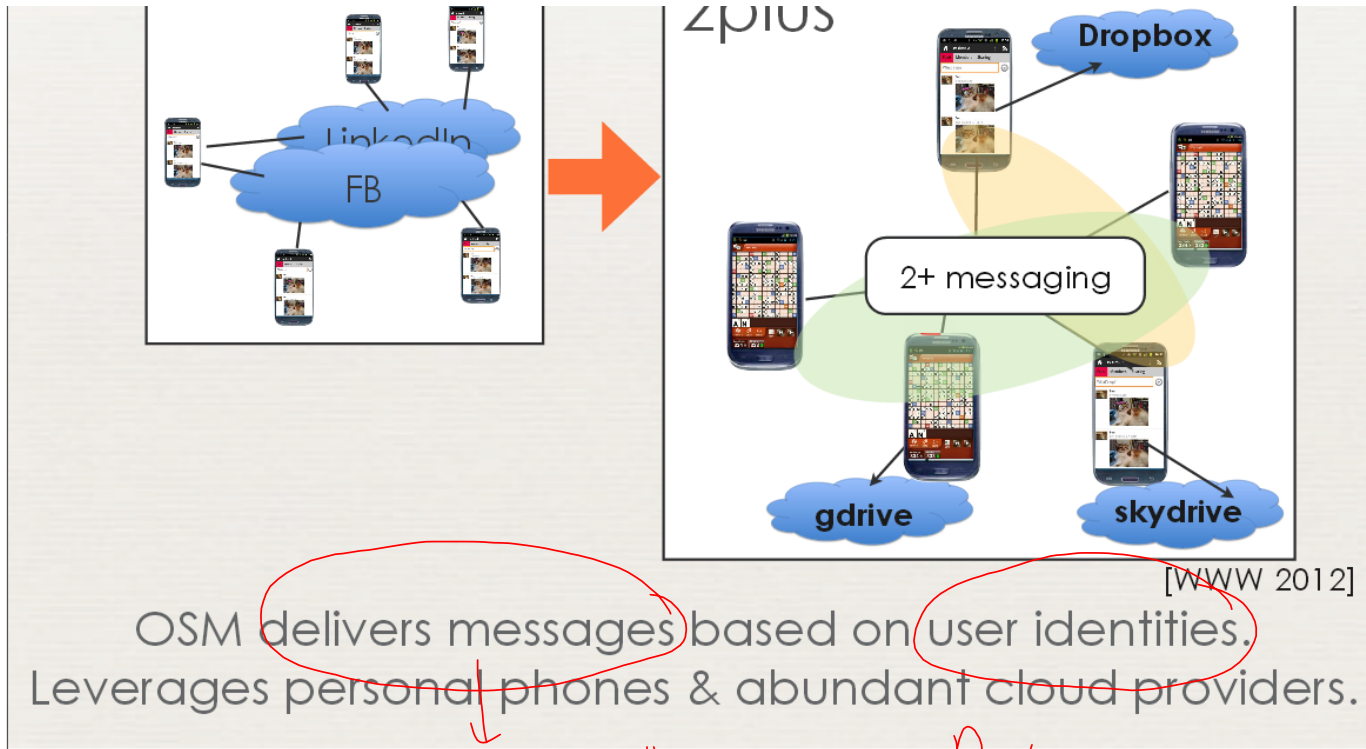 2plus
Dropbox
LinkedIn
FB
2+ messaging
gdrive
skydrive
[WWW 2012]
OSM delivers messages based on user identities.
Leverages personal phones & abundant cloud providers.